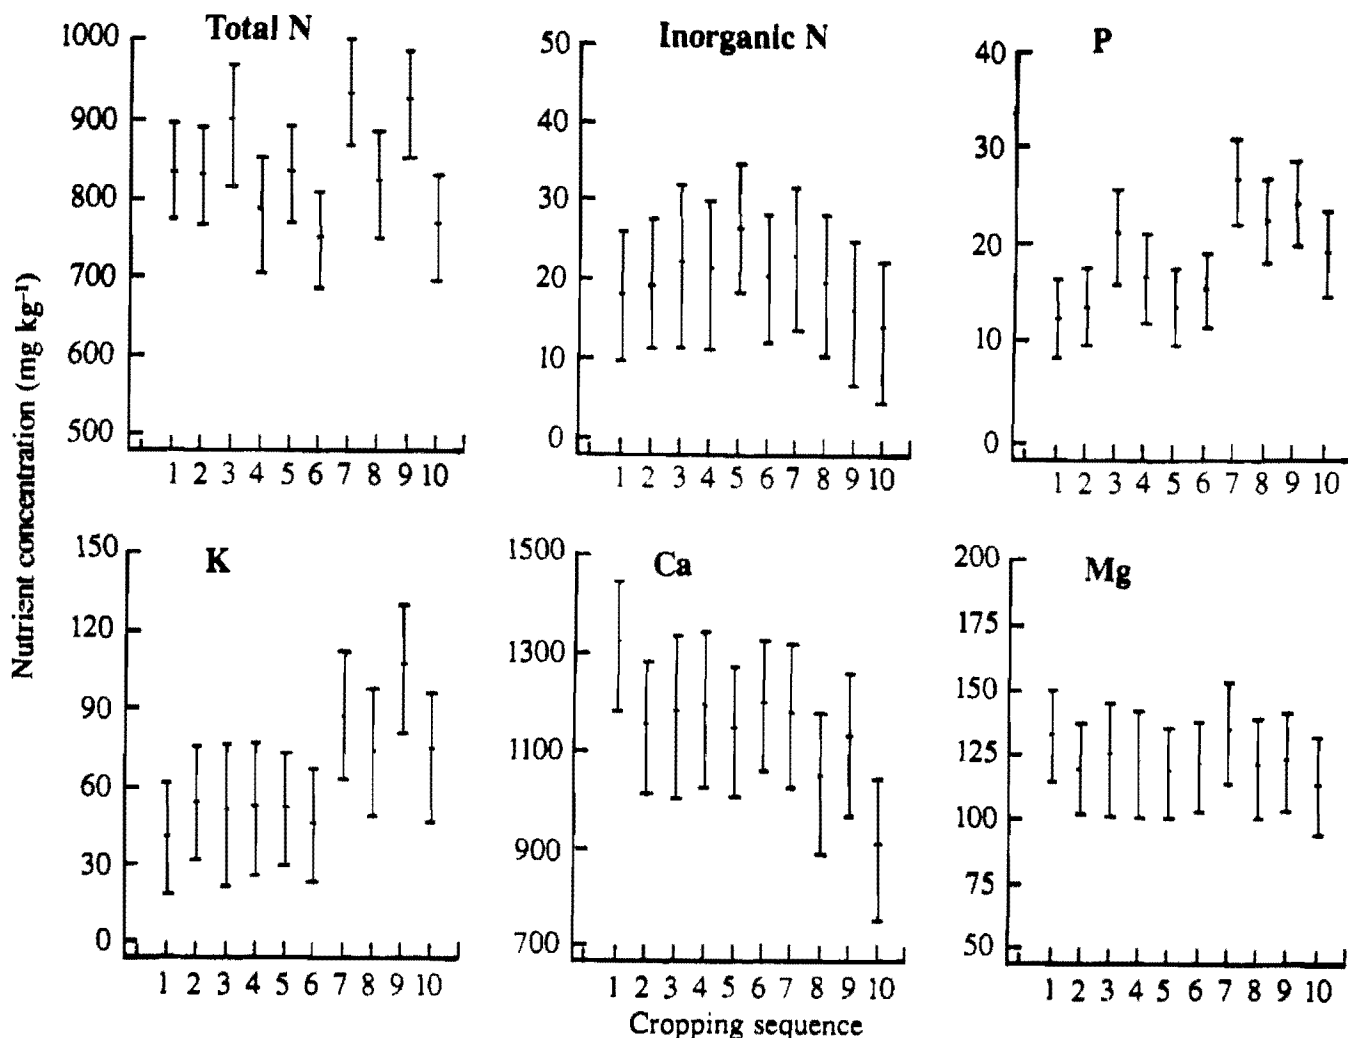 Total N
1000
900
800
700
600
500
1 2 3 4 5 6 7 8 9 10
Inorganic N
50
40
30
20
10
0
1 2 3 4 5 6 7 8 9 10
P
40
30
20
10
0
1 2 3 4 5 6 7 8 9 10
Nutrient concentration (mg kg⁻¹)
K
150
120
90
60
30
0
1 2 3 4 5 6 7 8 9 10
Ca
1500
1300
1100
900
700
1 2 3 4 5 6 7 8 9 10
Mg
200
175
150
125
100
75
50
1 2 3 4 5 6 7 8 9 10
Cropping sequence